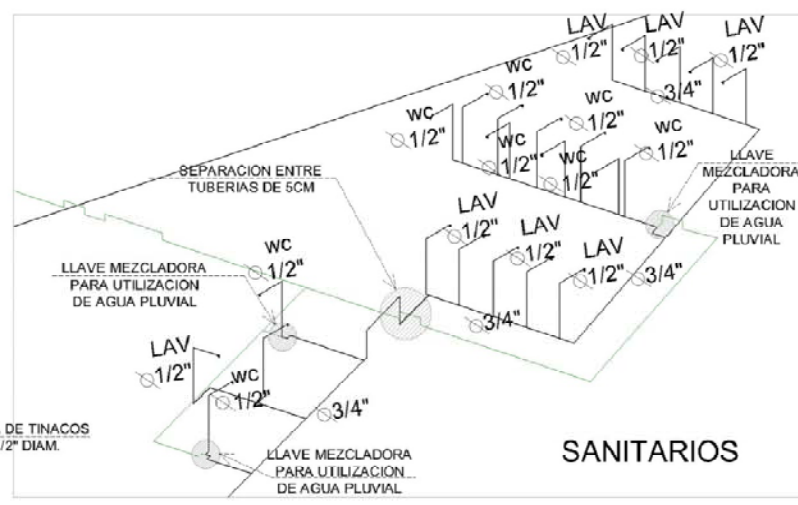 LAV
1/2"
LAV
1/2"
LAV
1/2"
WC
1/2"
3/4"
WC
1/2"
WC
1/2"
WC
1/2"
WC
1/2"
WC
1/2"
LLAVE
MEZCLADORA
PARA
UTILIZACION
DE AGUA
PLUVIAL
SEPARACION ENTRE
TUBERIAS DE 5CM
LAV
1/2"
LAV
1/2"
LAV
1/2"
3/4"
3/4"
WC
1/2"
LLAVE MEZCLADORA
PARA UTILIZACION
DE AGUA PLUVIAL
LAV
1/2"
WC
1/2"
3/4"
DE TINACOS
/2" DIAM.
LLAVE MEZCLADORA
PARA UTILIZACION
DE AGUA PLUVIAL
SANITARIOS